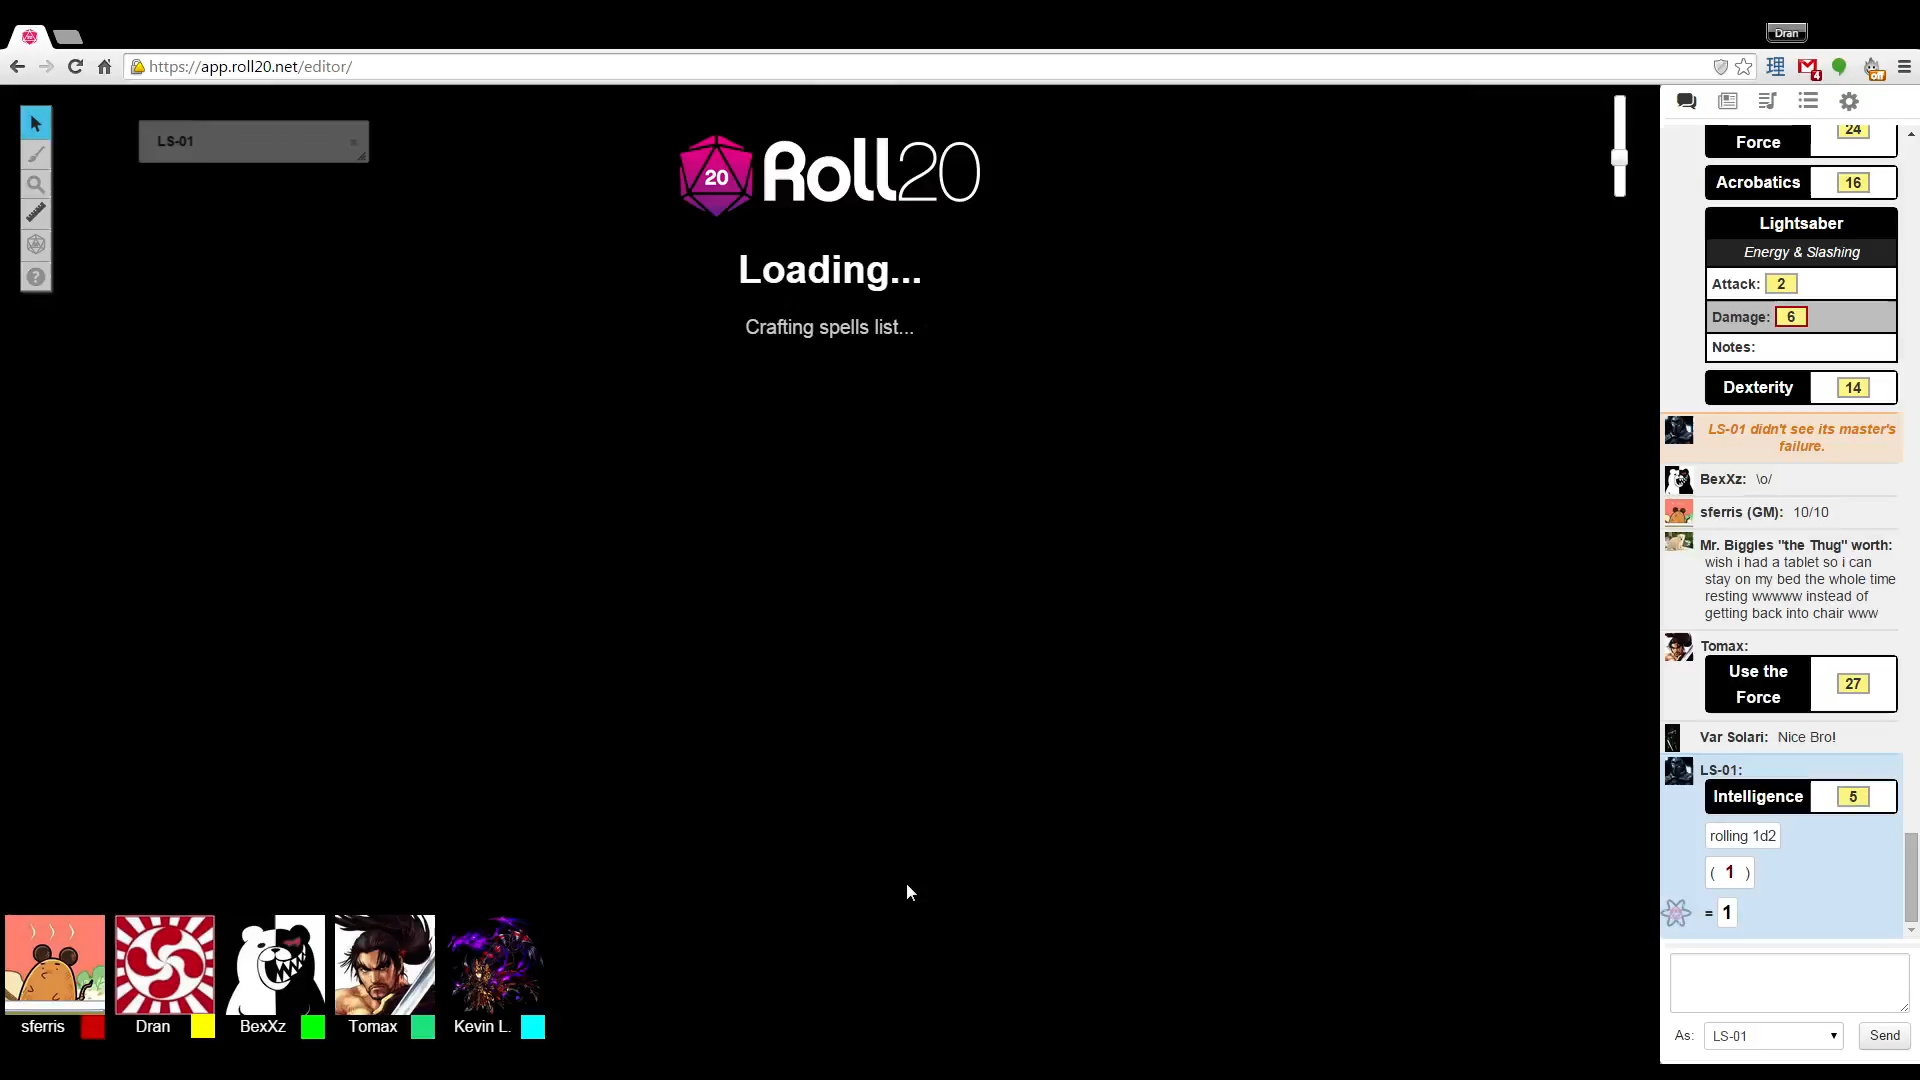 Dran
https://app.roll20.net/editor/
理
4
off
LS-01
20
Roll20
Loading...
Crafting spells list...
Force
24
Acrobatics
16
Lightsaber
Energy & Slashing
Attack: 2
Damage: 6
Notes:
Dexterity
14
LS-01 didn't see its master's
failure.
BexXz: \o/
sferris (GM): 10/10
Mr. Biggles "the Thug" worth:
wish i had a tablet so i can
stay on my bed the whole time
resting wwwww instead of
getting back into chair www
Tomax:
Use the
Force
27
Var Solari: Nice Bro!
LS-01:
Intelligence
5
rolling 1d2
( 1 )
= 1
sferris
Dran
BexXz
Tomax
Kevin L.
As:
LS-01
Send